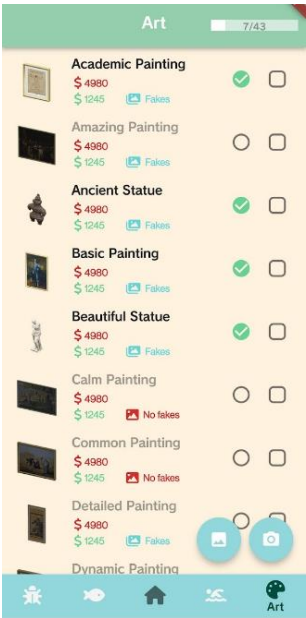 Art
7/43
Academic Painting
$ 4980
$ 1245 Fakes
Amazing Painting
$ 4980
$ 1245 Fakes
Ancient Statue
$ 4980
$ 1245 Fakes
Basic Painting
$ 4980
$ 1245 Fakes
Beautiful Statue
$ 4980
$ 1245 Fakes
Calm Painting
$ 4980
$ 1245 No fakes
Common Painting
$ 4980
$ 1245 No fakes
Detailed Painting
$ 4980
$ 1245 Fakes
Dynamic Painting
Art